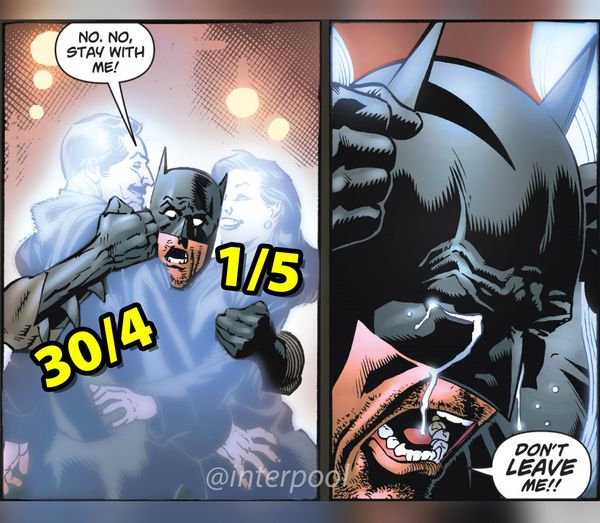 NO. NO,
STAY WITH
ME!
30/4
1/5
@interpool
DON'T
LEAVE
ME!!